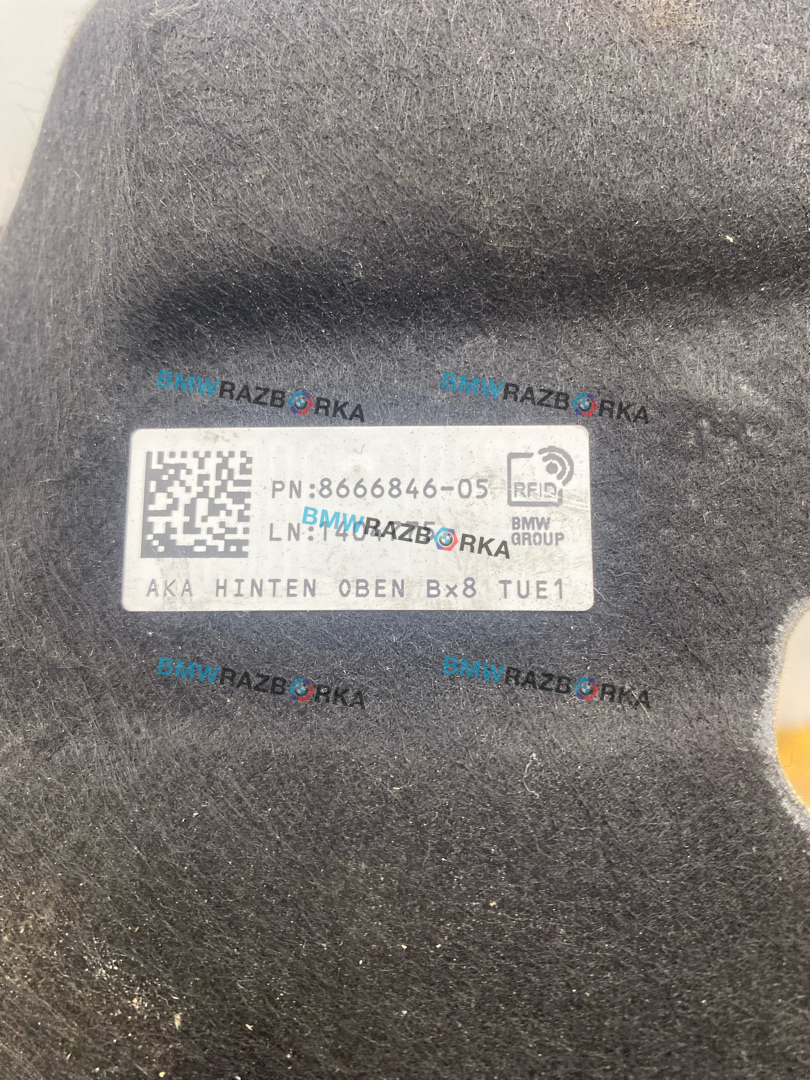 BMWRAZBORKA BMWRAZBORKA
PN:8666846-05
RFID
LN:
BMWRAZBORKA
BMW
GROUP
AKA HINTEN OBEN Bx8 TUE1
BMWRAZBORKA BMWRAZBORKA